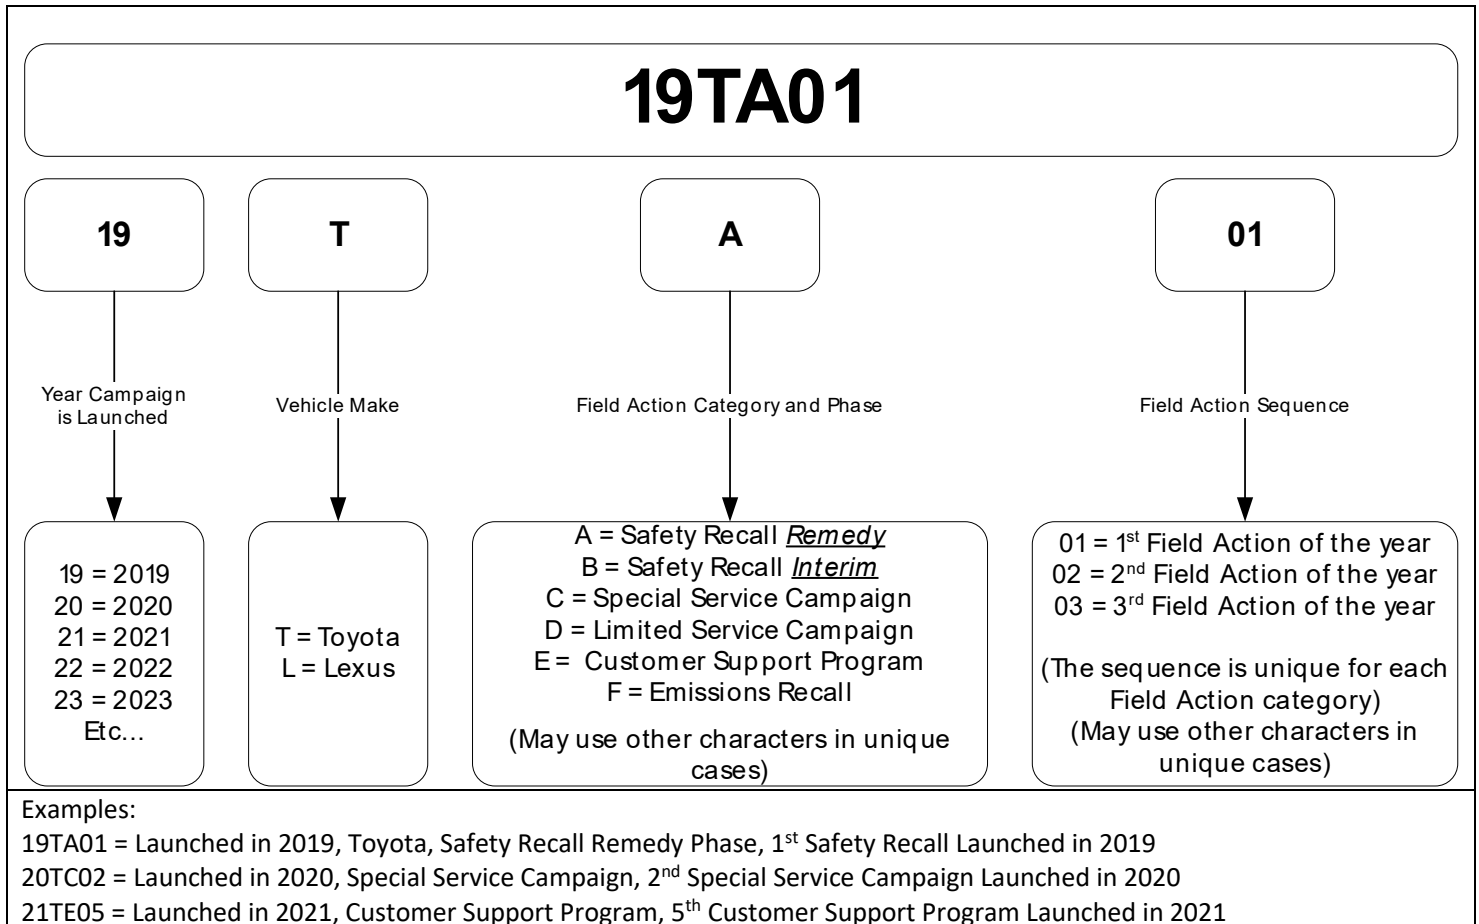 19TA01
19
T
A
01
Year Campaign
is Launched
Vehicle Make
Field Action Category and Phase
Field Action Sequence
19 = 2019
20 = 2020
21 = 2021
22 = 2022
23 = 2023
Etc...
T = Toyota
L = Lexus
A = Safety Recall Remedy
B = Safety Recall Interim
C = Special Service Campaign
D = Limited Service Campaign
E = Customer Support Program
F = Emissions Recall
(May use other characters in unique
cases)
01 = 1st Field Action of the year
02 = 2nd Field Action of the year
03 = 3rd Field Action of the year
(The sequence is unique for each
Field Action category)
(May use other characters in
unique cases)
Examples:
19TA01 = Launched in 2019, Toyota, Safety Recall Remedy Phase, 1st Safety Recall Launched in 2019
20TC02 = Launched in 2020, Special Service Campaign, 2nd Special Service Campaign Launched in 2020
21TE05 = Launched in 2021, Customer Support Program, 5th Customer Support Program Launched in 2021